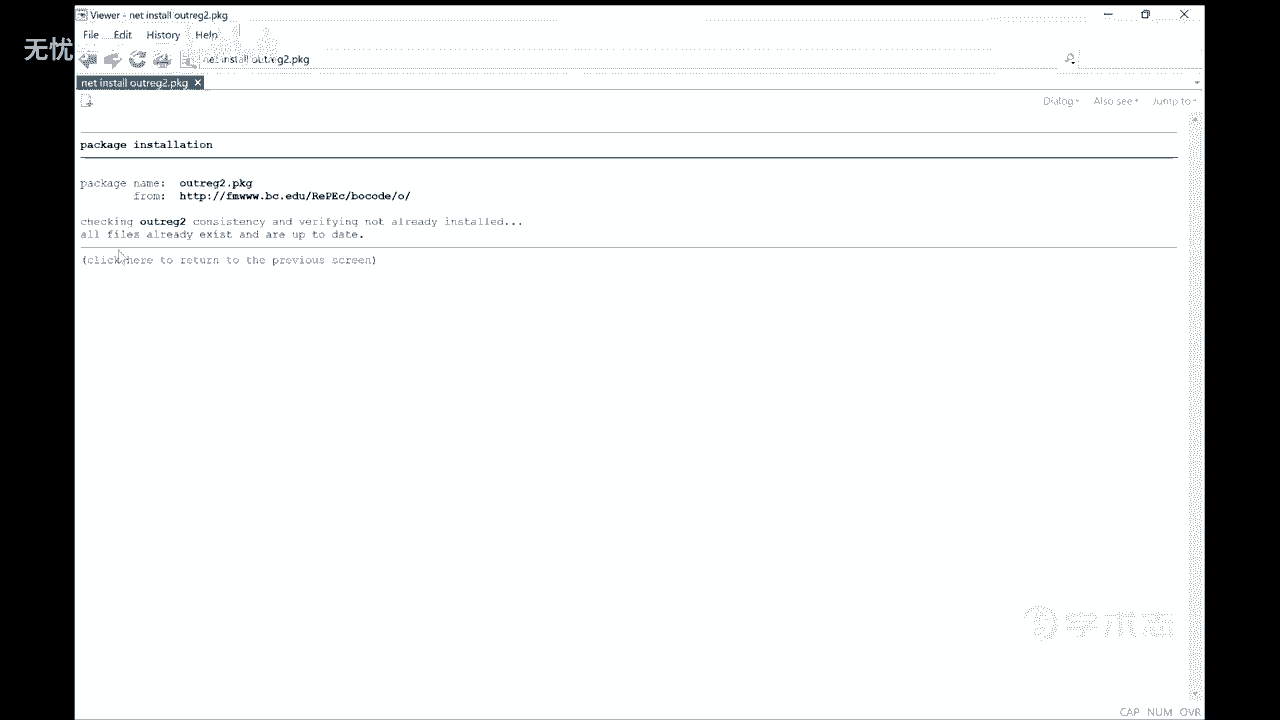 Viewer - net install outreg2.pkg
File Edit History Help
无忧
net install outreg2.pkg
net install outreg2.pkg ×
Dialog Also see Jump to
package installation
package name: outreg2.pkg
from: http://fmwww.bc.edu/RePEc/bocode/o/
checking outreg2 consistency and verifying not already installed...
all files already exist and are up to date.
(click here to return to the previous screen)
学术志
CAP NUM OVR